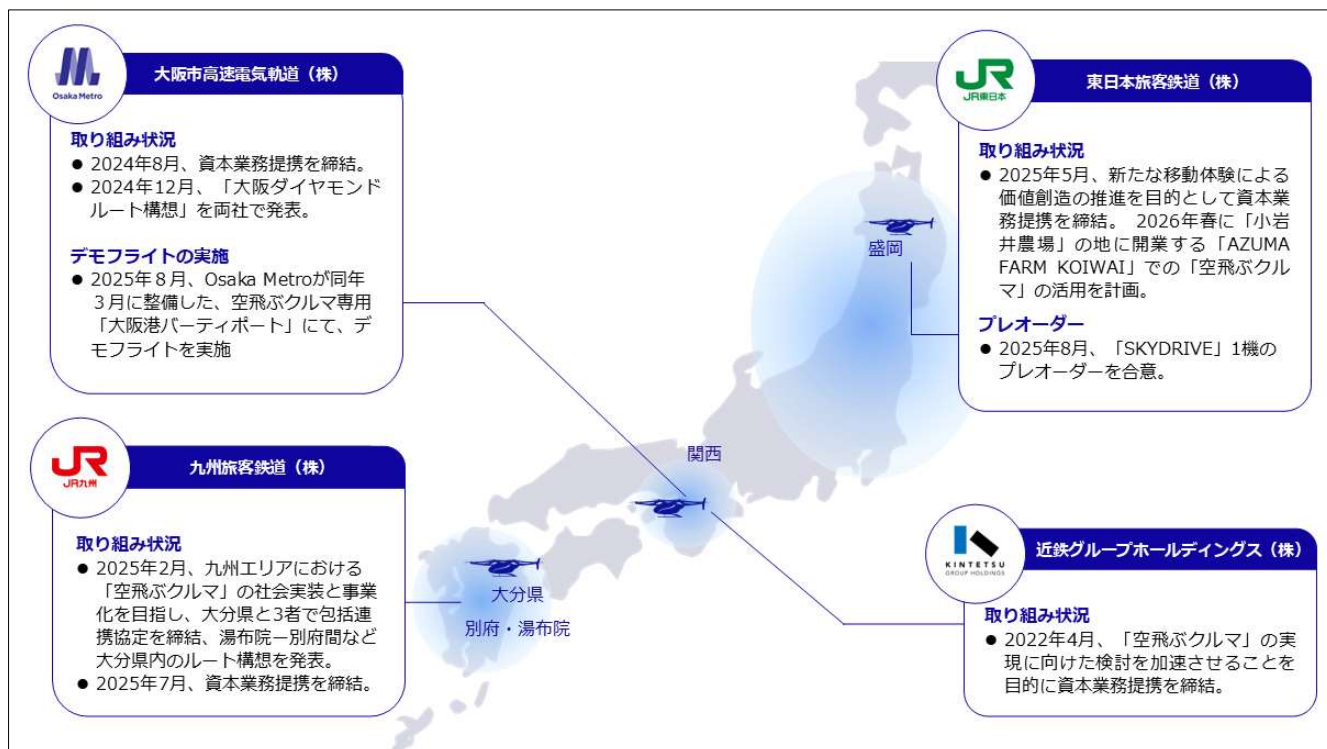 Osaka Metro
大阪市高速電気軌道（株）
取り組み状況
● 2024年8月、資本業務提携を締結。
● 2024年12月、「大阪ダイヤモンド
ルート構想」を両社で発表。
デモフライトの実施
● 2025年８月、Osaka Metroが同年
３月に整備した、空飛ぶクルマ専用
「大阪港バーティポート」にて、デ
モフライトを実施
JR
JR東日本
東日本旅客鉄道（株）
取り組み状況
● 2025年5月、新たな移動体験による
価値創造の推進を目的として資本業
務提携を締結。 2026年春に「小岩
井農場」の地に開業する「AZUMA
FARM KOIWAI」での「空飛ぶクル
マ」の活用を計画。
プレオーダー
● 2025年8月、「SKYDRIVE」1機の
プレオーダーを合意。
盛岡
関西
大分県
別府・湯布院
JR
JR九州
九州旅客鉄道（株）
取り組み状況
● 2025年2月、九州エリアにおける
「空飛ぶクルマ」の社会実装と事業
化を目指し、大分県と3者で包括連
携協定を締結、湯布院－別府間など
大分県内のルート構想を発表。
● 2025年7月、資本業務提携を締結。
KINTETSU
GROUP HOLDINGS
近鉄グループホールディングス（株）
取り組み状況
● 2022年4月、「空飛ぶクルマ」の実
現に向けた検討を加速させることを
目的に資本業務提携を締結。